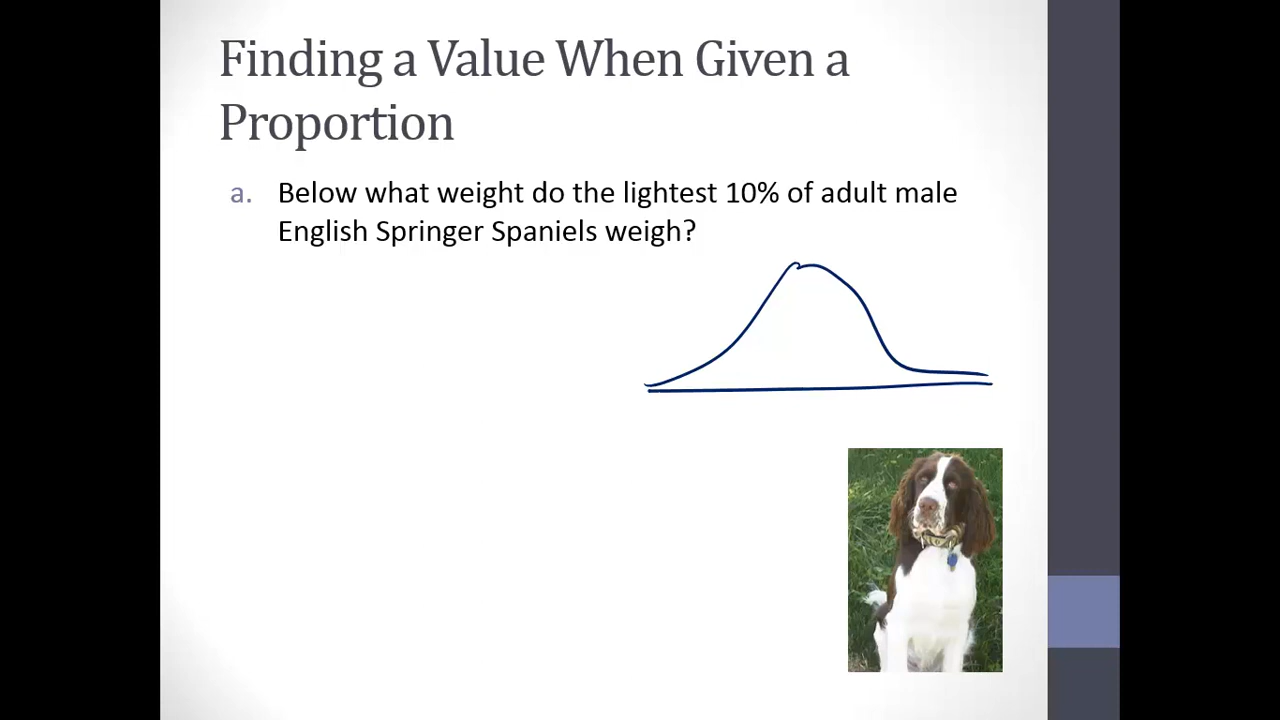 Finding a Value When Given a
Proportion
a. Below what weight do the lightest 10% of adult male
English Springer Spaniels weigh?